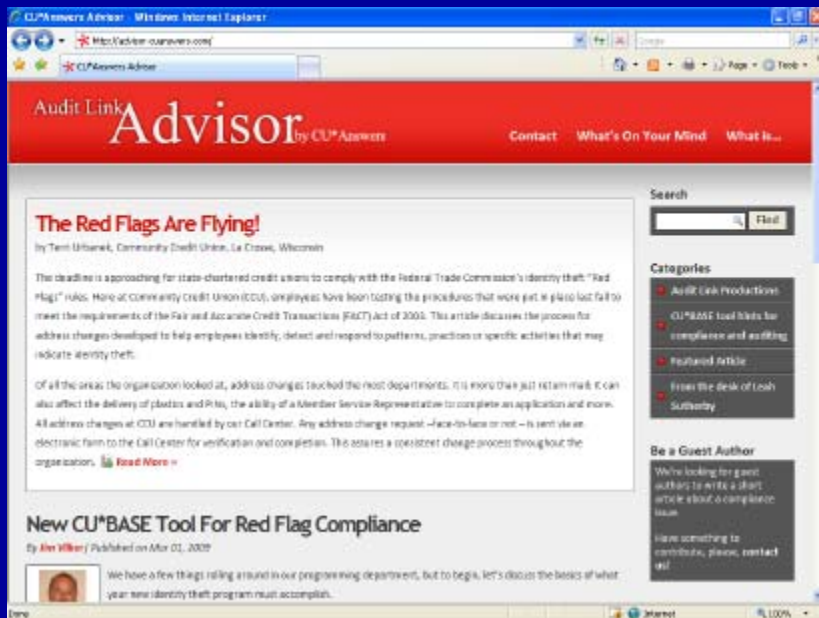 CU*Answers Advisor - Windows Internet Explorer
http://advisor.cuanswers.com/
Google
CU*Answers Advisor
Page
Tools
Audit Link
Advisor by CU*Answers
Contact What's On Your Mind What is...
The Red Flags Are Flying!
by Terri Urbanek, Community Credit Union, La Crosse, Wisconsin
The deadline is approaching for state-chartered credit unions to comply with the Federal Trade Commission's identity theft "Red
Flags" rules. Here at Community Credit Union (CCU), employees have been testing the procedures that were put in place last fall to
meet the requirements of the Fair and Accurate Credit Transactions (FACT) Act of 2003. This article discusses the process for
address changes developed to help employees identify, detect and respond to patterns, practices or specific activities that may
indicate identity theft.
Of all the areas the organization looked at, address changes touched the most departments. It is more than just return mail: it can
also affect the delivery of plastics and PINs, the ability of a Member Service Representative to complete an application and more.
All address changes at CCU are handled by our Call Center. Any address change request –face-to-face or not – is sent via an
electronic form to the Call Center for verification and completion. This assures a consistent change process throughout the
organization. Read More »
New CU*BASE Tool For Red Flag Compliance
By Jim Vilker / Published on Mar 01, 2009
We have a few things rolling around in our programming department, but to begin, let's discuss the basics of what
your new identity theft program must accomplish.
Search
Find
Categories
Audit Link Productions
CU*BASE tool hints for
compliance and auditing
Featured Article
From the desk of Leah
Sutherby
Be a Guest Author
We're looking for guest
authors to write a short
article about a compliance
issue.
Have something to
contribute, please, contact
us!
Done
Internet
100%